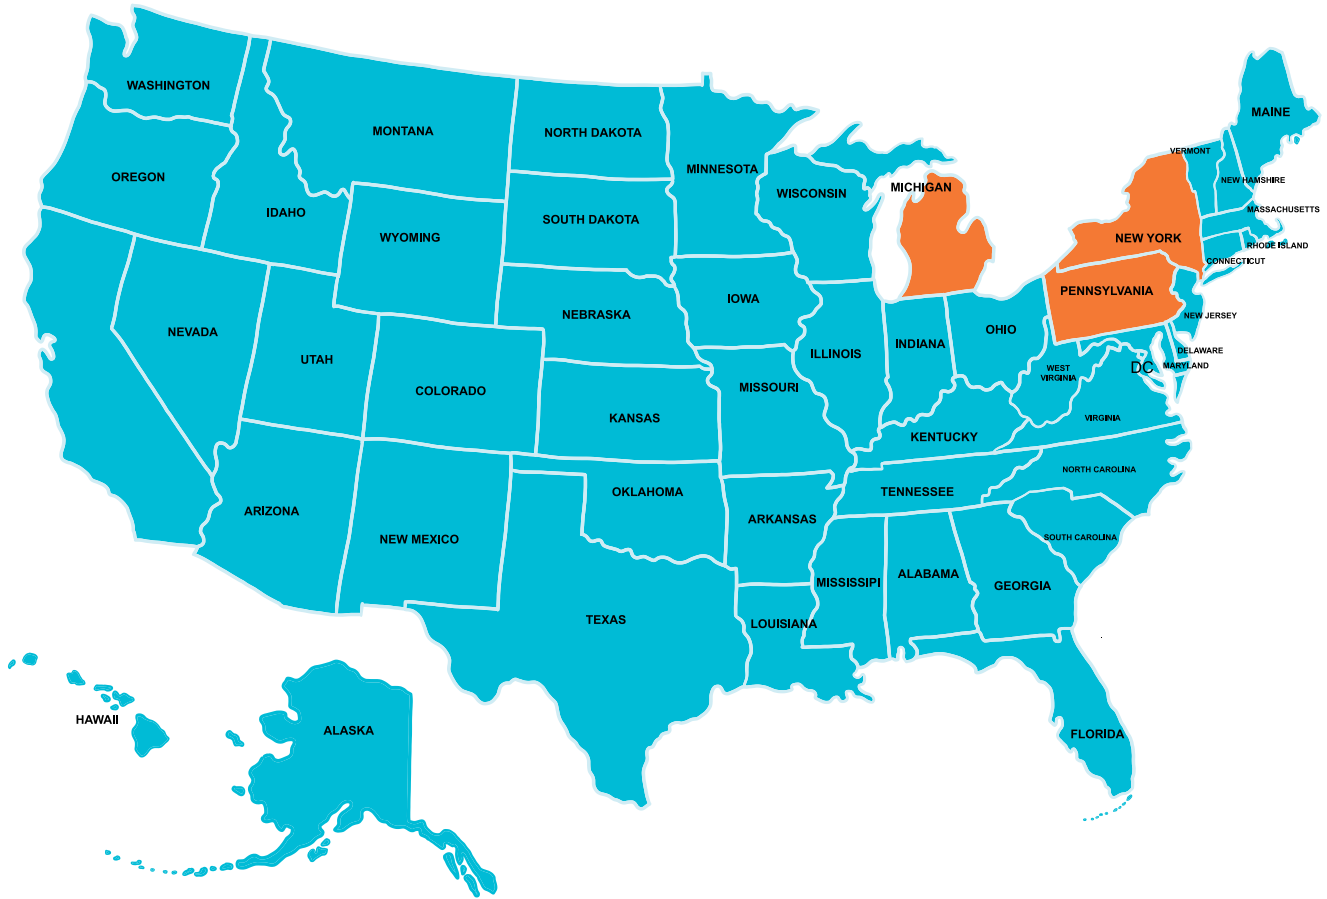 WASHINGTON
MAINE
MONTANA
NORTH DAKOTA
VERMONT
MINNESOTA
OREGON
NEW HAMSHIRE
MICHIGAN
WISCONSIN
MASSACHUSETTS
IDAHO
SOUTH DAKOTA
WYOMING
NEW YORK
RHODE ISLAND
CONNECTICUT
PENNSYLVANIA
IOWA
NEBRASKA
NEW JERSEY
OHIO
NEVADA
INDIANA
DELAWARE
ILLINOIS
UTAH
MARYLAND
DC
WEST
VIRGINIA
MISSOURI
COLORADO
VIRGINIA
KANSAS
KENTUCKY
NORTH CAROLINA
OKLAHOMA
TENNESSEE
ARIZONA
ARKANSAS
SOUTH CAROLINA
NEW MEXICO
ALABAMA
MISSISSIPI
GEORGIA
TEXAS
LOUISIANA
HAWAII
ALASKA
FLORIDA